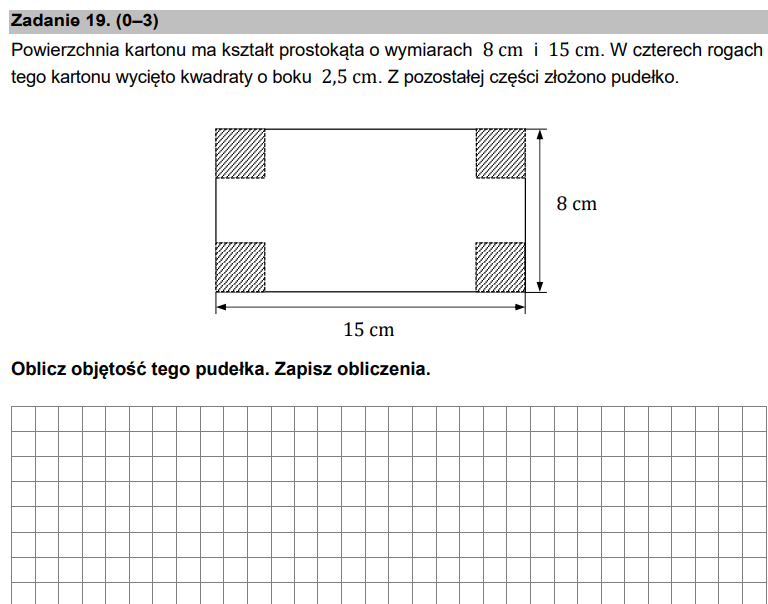 Zadanie 19. (0–3)
Powierzchnia kartonu ma kształt prostokąta o wymiarach 8 cm i 15 cm. W czterech rogach
tego kartonu wycięto kwadraty o boku 2,5 cm. Z pozostałej części złożono pudełko.
8 cm
15 cm
Oblicz objętość tego pudełka. Zapisz obliczenia.